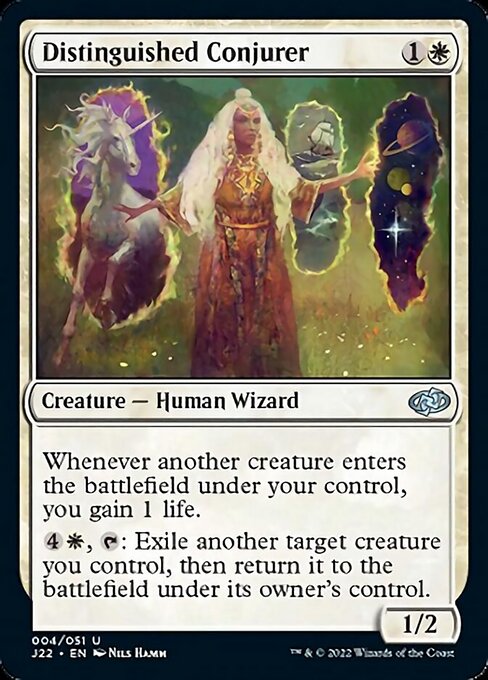 Distinguished Conjurer 1
Creature — Human Wizard
Whenever another creature enters
the battlefield under your control,
you gain 1 life.
4, : Exile another target creature
you control, then return it to the
battlefield under its owner's control.
1/2
004/051 U
J22 • EN Nils Hamm
™ & © 2022 Wizards of the Coast